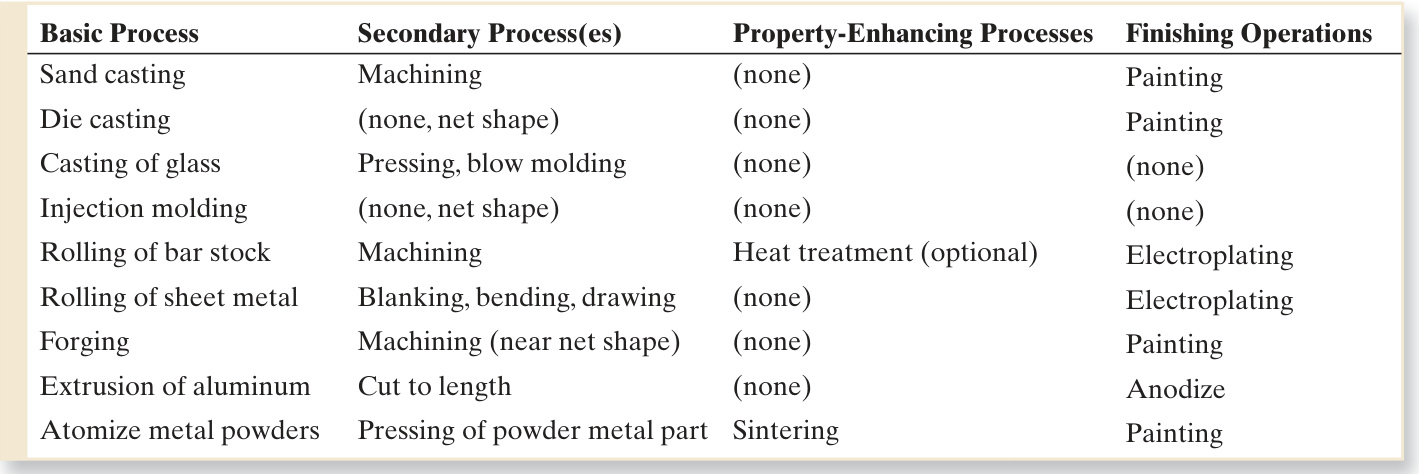 Basic Process Secondary Process(es) Property-Enhancing Processes Finishing Operations
Sand casting Machining (none) Painting
Die casting (none, net shape) (none) Painting
Casting of glass Pressing, blow molding (none) (none)
Injection molding (none, net shape) (none) (none)
Rolling of bar stock Machining Heat treatment (optional) Electroplating
Rolling of sheet metal Blanking, bending, drawing (none) Electroplating
Forging Machining (near net shape) (none) Painting
Extrusion of aluminum Cut to length (none) Anodize
Atomize metal powders Pressing of powder metal part Sintering Painting